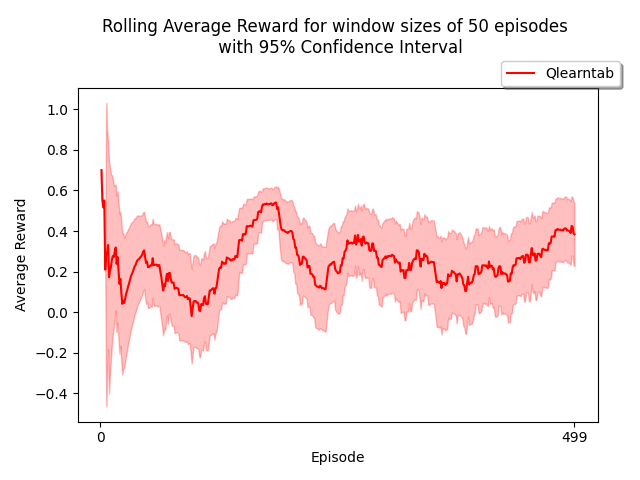 Rolling Average Reward for window sizes of 50 episodes
with 95% Confidence Interval
Qlearntab
1.0
0.8
0.6
0.4
0.2
0.0
−0.2
−0.4
Average Reward
0 499
Episode